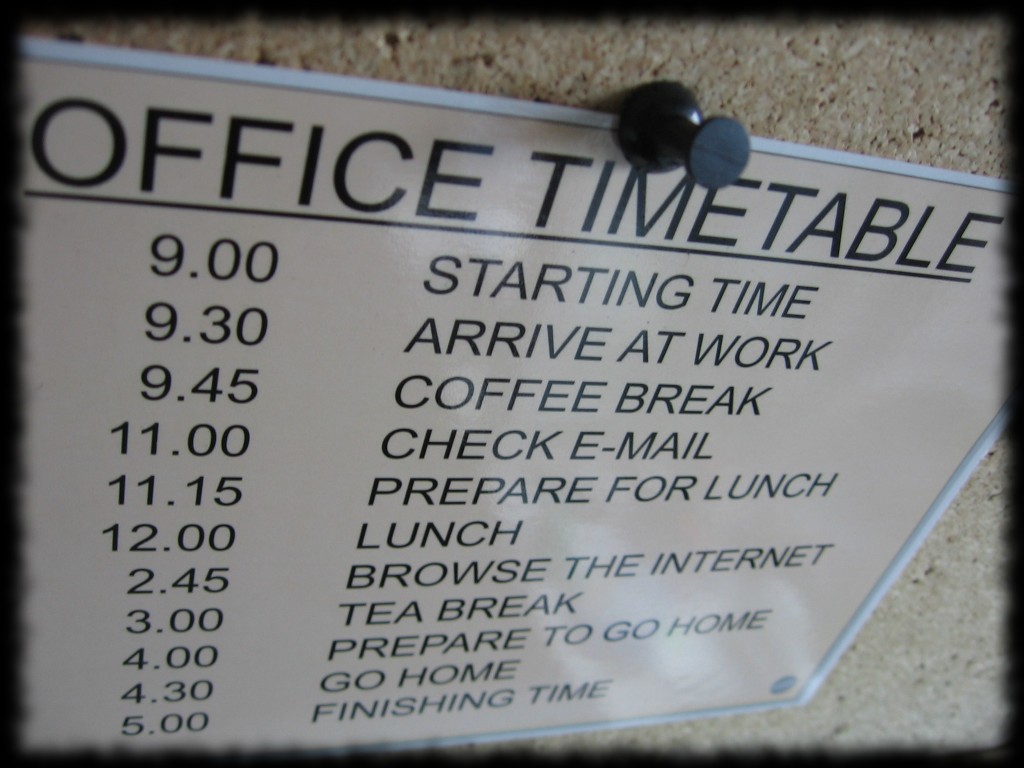 OFFICE TIMETABLE
9.00 STARTING TIME
9.30 ARRIVE AT WORK
9.45 COFFEE BREAK
11.00 CHECK E-MAIL
11.15 PREPARE FOR LUNCH
12.00 LUNCH
2.45 BROWSE THE INTERNET
3.00 TEA BREAK
4.00 PREPARE TO GO HOME
4.30 GO HOME
5.00 FINISHING TIME